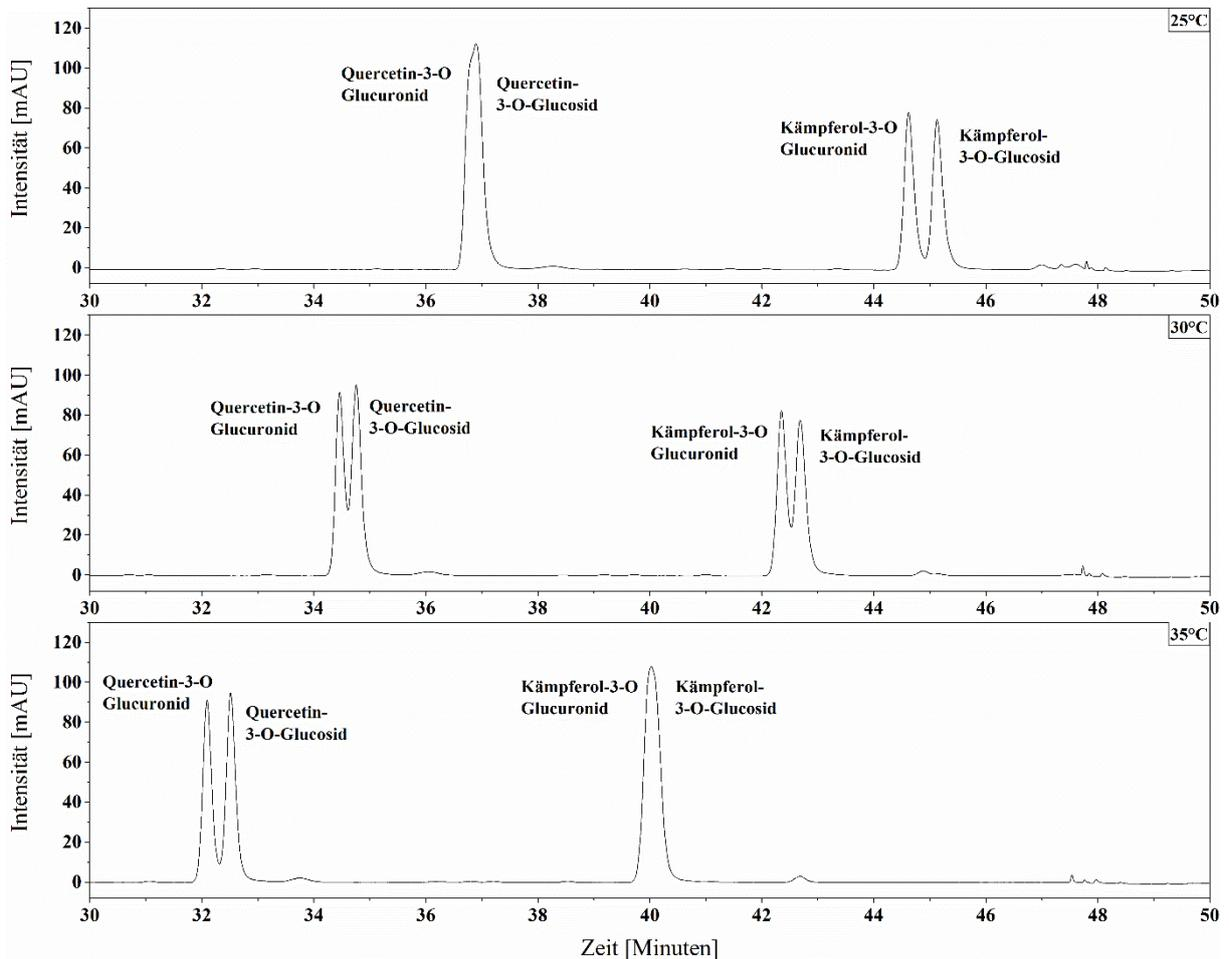 25°C
Intensität [mAU]
120
100
80
60
40
20
0
Quercetin-3-O
Glucuronid
Quercetin-
3-O-Glucosid
Kämpferol-3-O
Glucuronid
Kämpferol-
3-O-Glucosid
30 32 34 36 38 40 42 44 46 48 50
30°C
Intensität [mAU]
120
100
80
60
40
20
0
Quercetin-3-O
Glucuronid
Quercetin-
3-O-Glucosid
Kämpferol-3-O
Glucuronid
Kämpferol-
3-O-Glucosid
30 32 34 36 38 40 42 44 46 48 50
35°C
Intensität [mAU]
120
100
80
60
40
20
0
Quercetin-3-O
Glucuronid
Quercetin-
3-O-Glucosid
Kämpferol-3-O
Glucuronid
Kämpferol-
3-O-Glucosid
30 32 34 36 38 40 42 44 46 48 50
Zeit [Minuten]